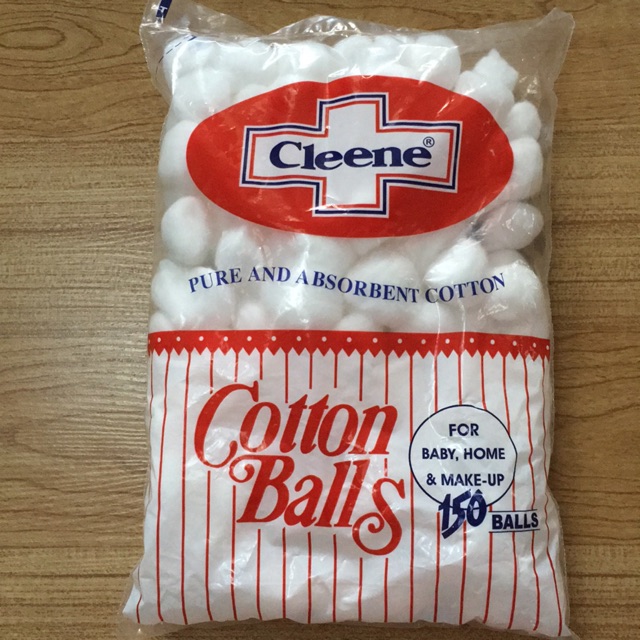 Cleene®
PURE AND ABSORBENT COTTON
Cotton
Balls
FOR
BABY, HOME
& MAKE-UP
150 BALLS